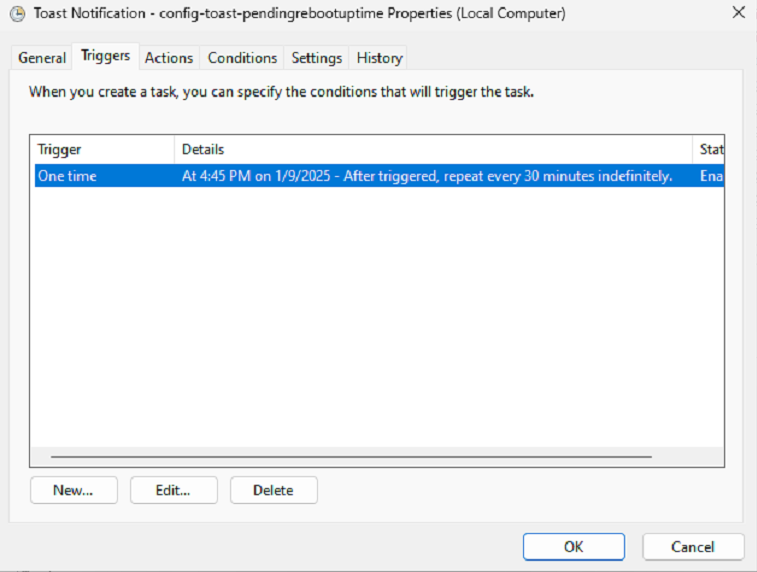 Toast Notification - config-toast-pendingrebootuptime Properties (Local Computer)
General Triggers Actions Conditions Settings History
When you create a task, you can specify the conditions that will trigger the task.
Trigger Details Stat
One time At 4:45 PM on 1/9/2025 - After triggered, repeat every 30 minutes indefinitely. Ena
New... Edit... Delete
OK Cancel